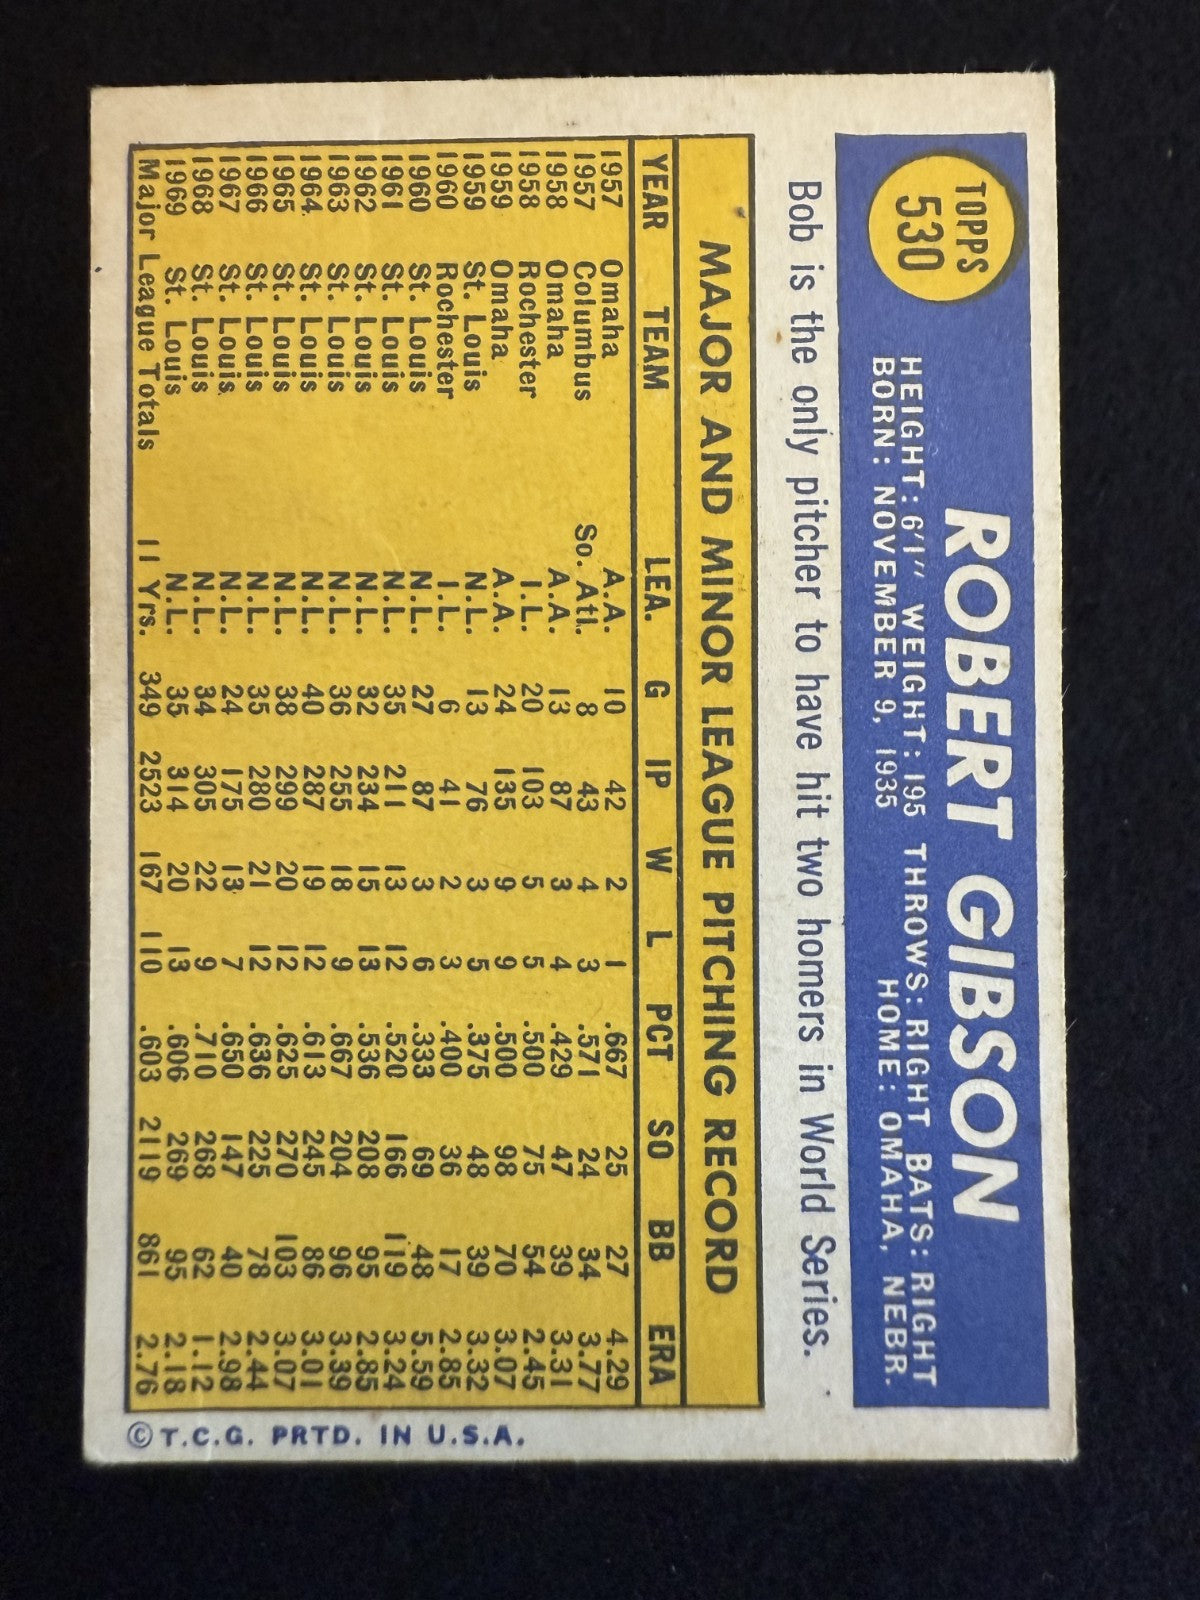 TOPPS
530
ROBERT GIBSON
HEIGHT: 6'1" WEIGHT: 195 THROWS: RIGHT BATS: RIGHT
BORN: NOVEMBER 9, 1935 HOME: OMAHA, NEBR.
Bob is the only pitcher to have hit two homers in World Series.
MAJOR AND MINOR LEAGUE PITCHING RECORD
YEAR TEAM LEA. G IP W L PCT SO BB ERA
1957 Omaha A.A. 10 42 2 1 .667 25 27 4.29
1957 Columbus So. Atl. 8 43 4 3 .571 24 34 3.77
1958 Omaha A.A. 13 87 3 4 .429 47 39 3.31
1958 Rochester I.L. 20 103 5 5 .500 75 54 2.45
1959 Omaha A.A. 24 135 9 9 .500 98 70 3.07
1959 St. Louis N.L. 13 76 3 5 .375 48 39 3.32
1960 Rochester I.L. 6 41 2 3 .400 36 17 2.85
1960 St. Louis N.L. 27 87 3 6 .333 69 48 5.59
1961 St. Louis N.L. 35 211 13 12 .520 166 119 3.24
1962 St. Louis N.L. 32 234 15 13 .536 208 95 2.85
1963 St. Louis N.L. 36 255 18 9 .667 204 96 3.39
1964 St. Louis N.L. 40 287 19 12 .613 245 86 3.01
1965 St. Louis N.L. 38 299 20 12 .625 270 103 3.07
1966 St. Louis N.L. 35 280 21 12 .636 225 78 2.44
1967 St. Louis N.L. 24 175 13 7 .650 147 40 2.98
1968 St. Louis N.L. 34 305 22 9 .710 268 62 1.12
1969 St. Louis N.L. 35 314 20 13 .606 269 95 2.18
Major League Totals 11 Yrs. 349 2523 167 110 .603 2119 861 2.76
© T.C.G. PRTD. IN U.S.A.